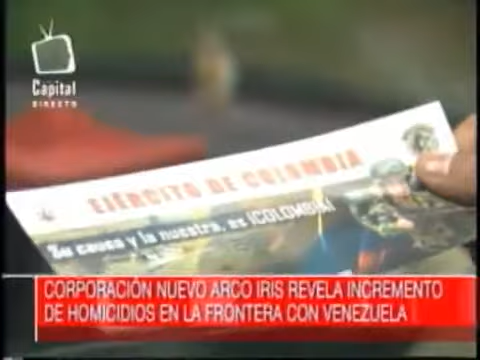 Capital
DIRECTO
EJÉRCITO DE COLOMBIA
Su causa y la nuestra, es ¡COLOMBIA!
CORPORACIÓN NUEVO ARCO IRIS REVELA INCREMENTO
DE HOMICIDIOS EN LA FRONTERA CON VENEZUELA